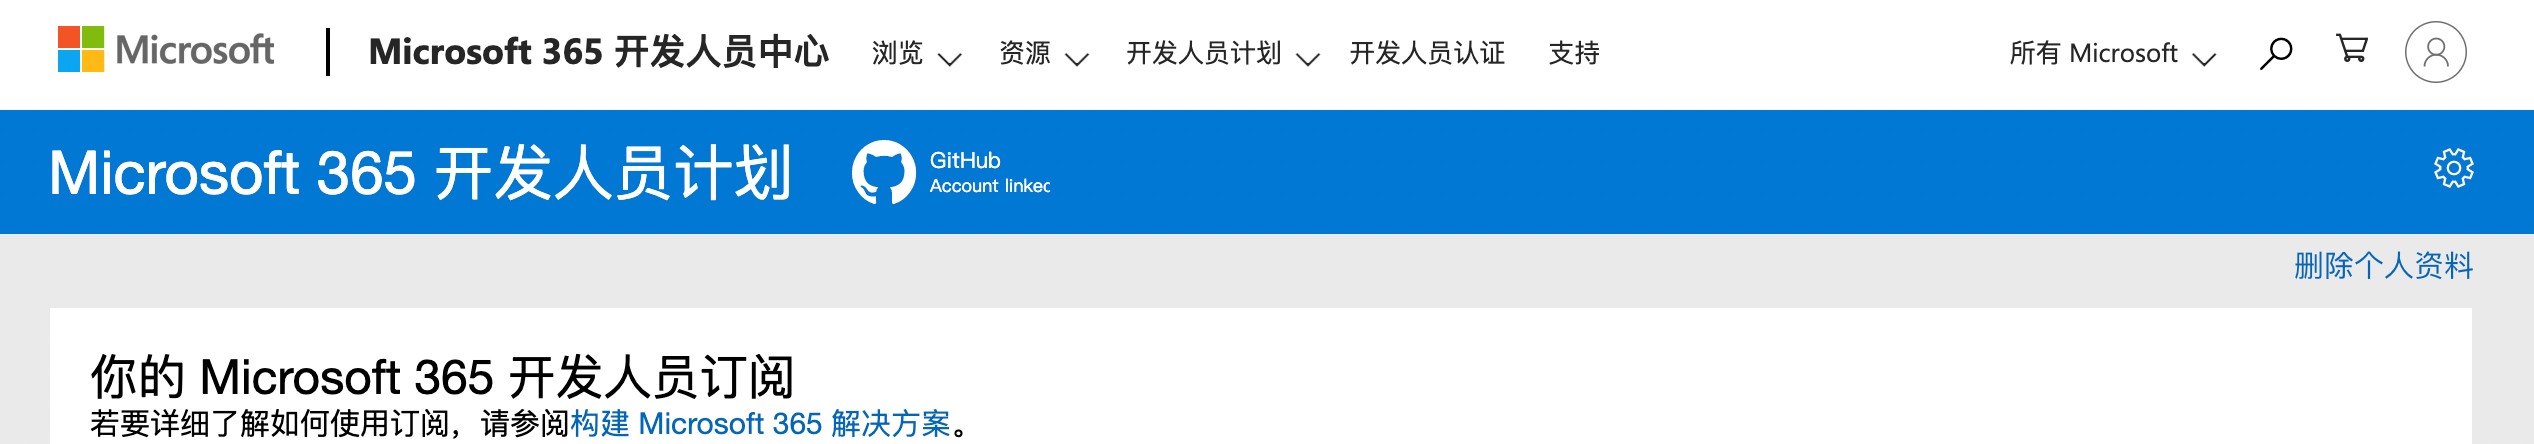 Microsoft Microsoft 365 开发人员中心 浏览 资源 开发人员计划 开发人员认证 支持 所有 Microsoft
Microsoft 365 开发人员计划
GitHub
Account linked
删除个人资料
你的 Microsoft 365 开发人员订阅
若要详细了解如何使用订阅，请参阅构建 Microsoft 365 解决方案。